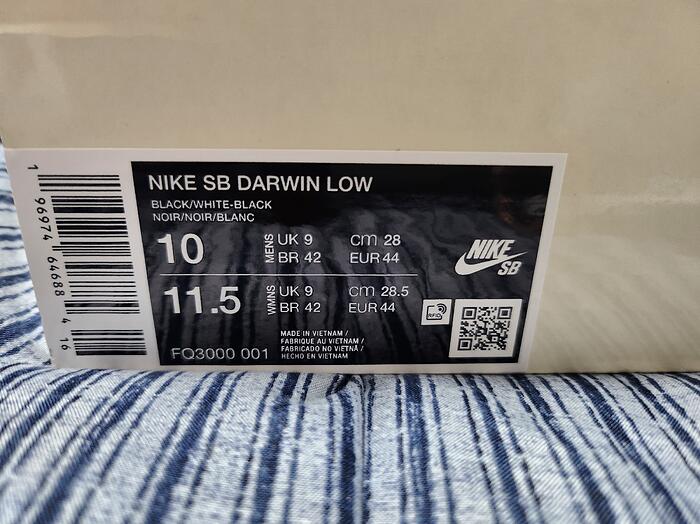 NIKE SB DARWIN LOW
BLACK/WHITE-BLACK
NOIR/NOIR/BLANC
10 MENS UK 9 cm 28
BR 42 EUR 44
11.5 WMNS UK 9 cm 28.5
BR 42 EUR 44
MADE IN VIETNAM /
FABRIQUE AU VIETNAM /
FABRICADO NO VIETNÃ /
HECHO EN VIETNAM
FQ3000 001
NIKE
SB
RFID
1 96974 64688 4 16